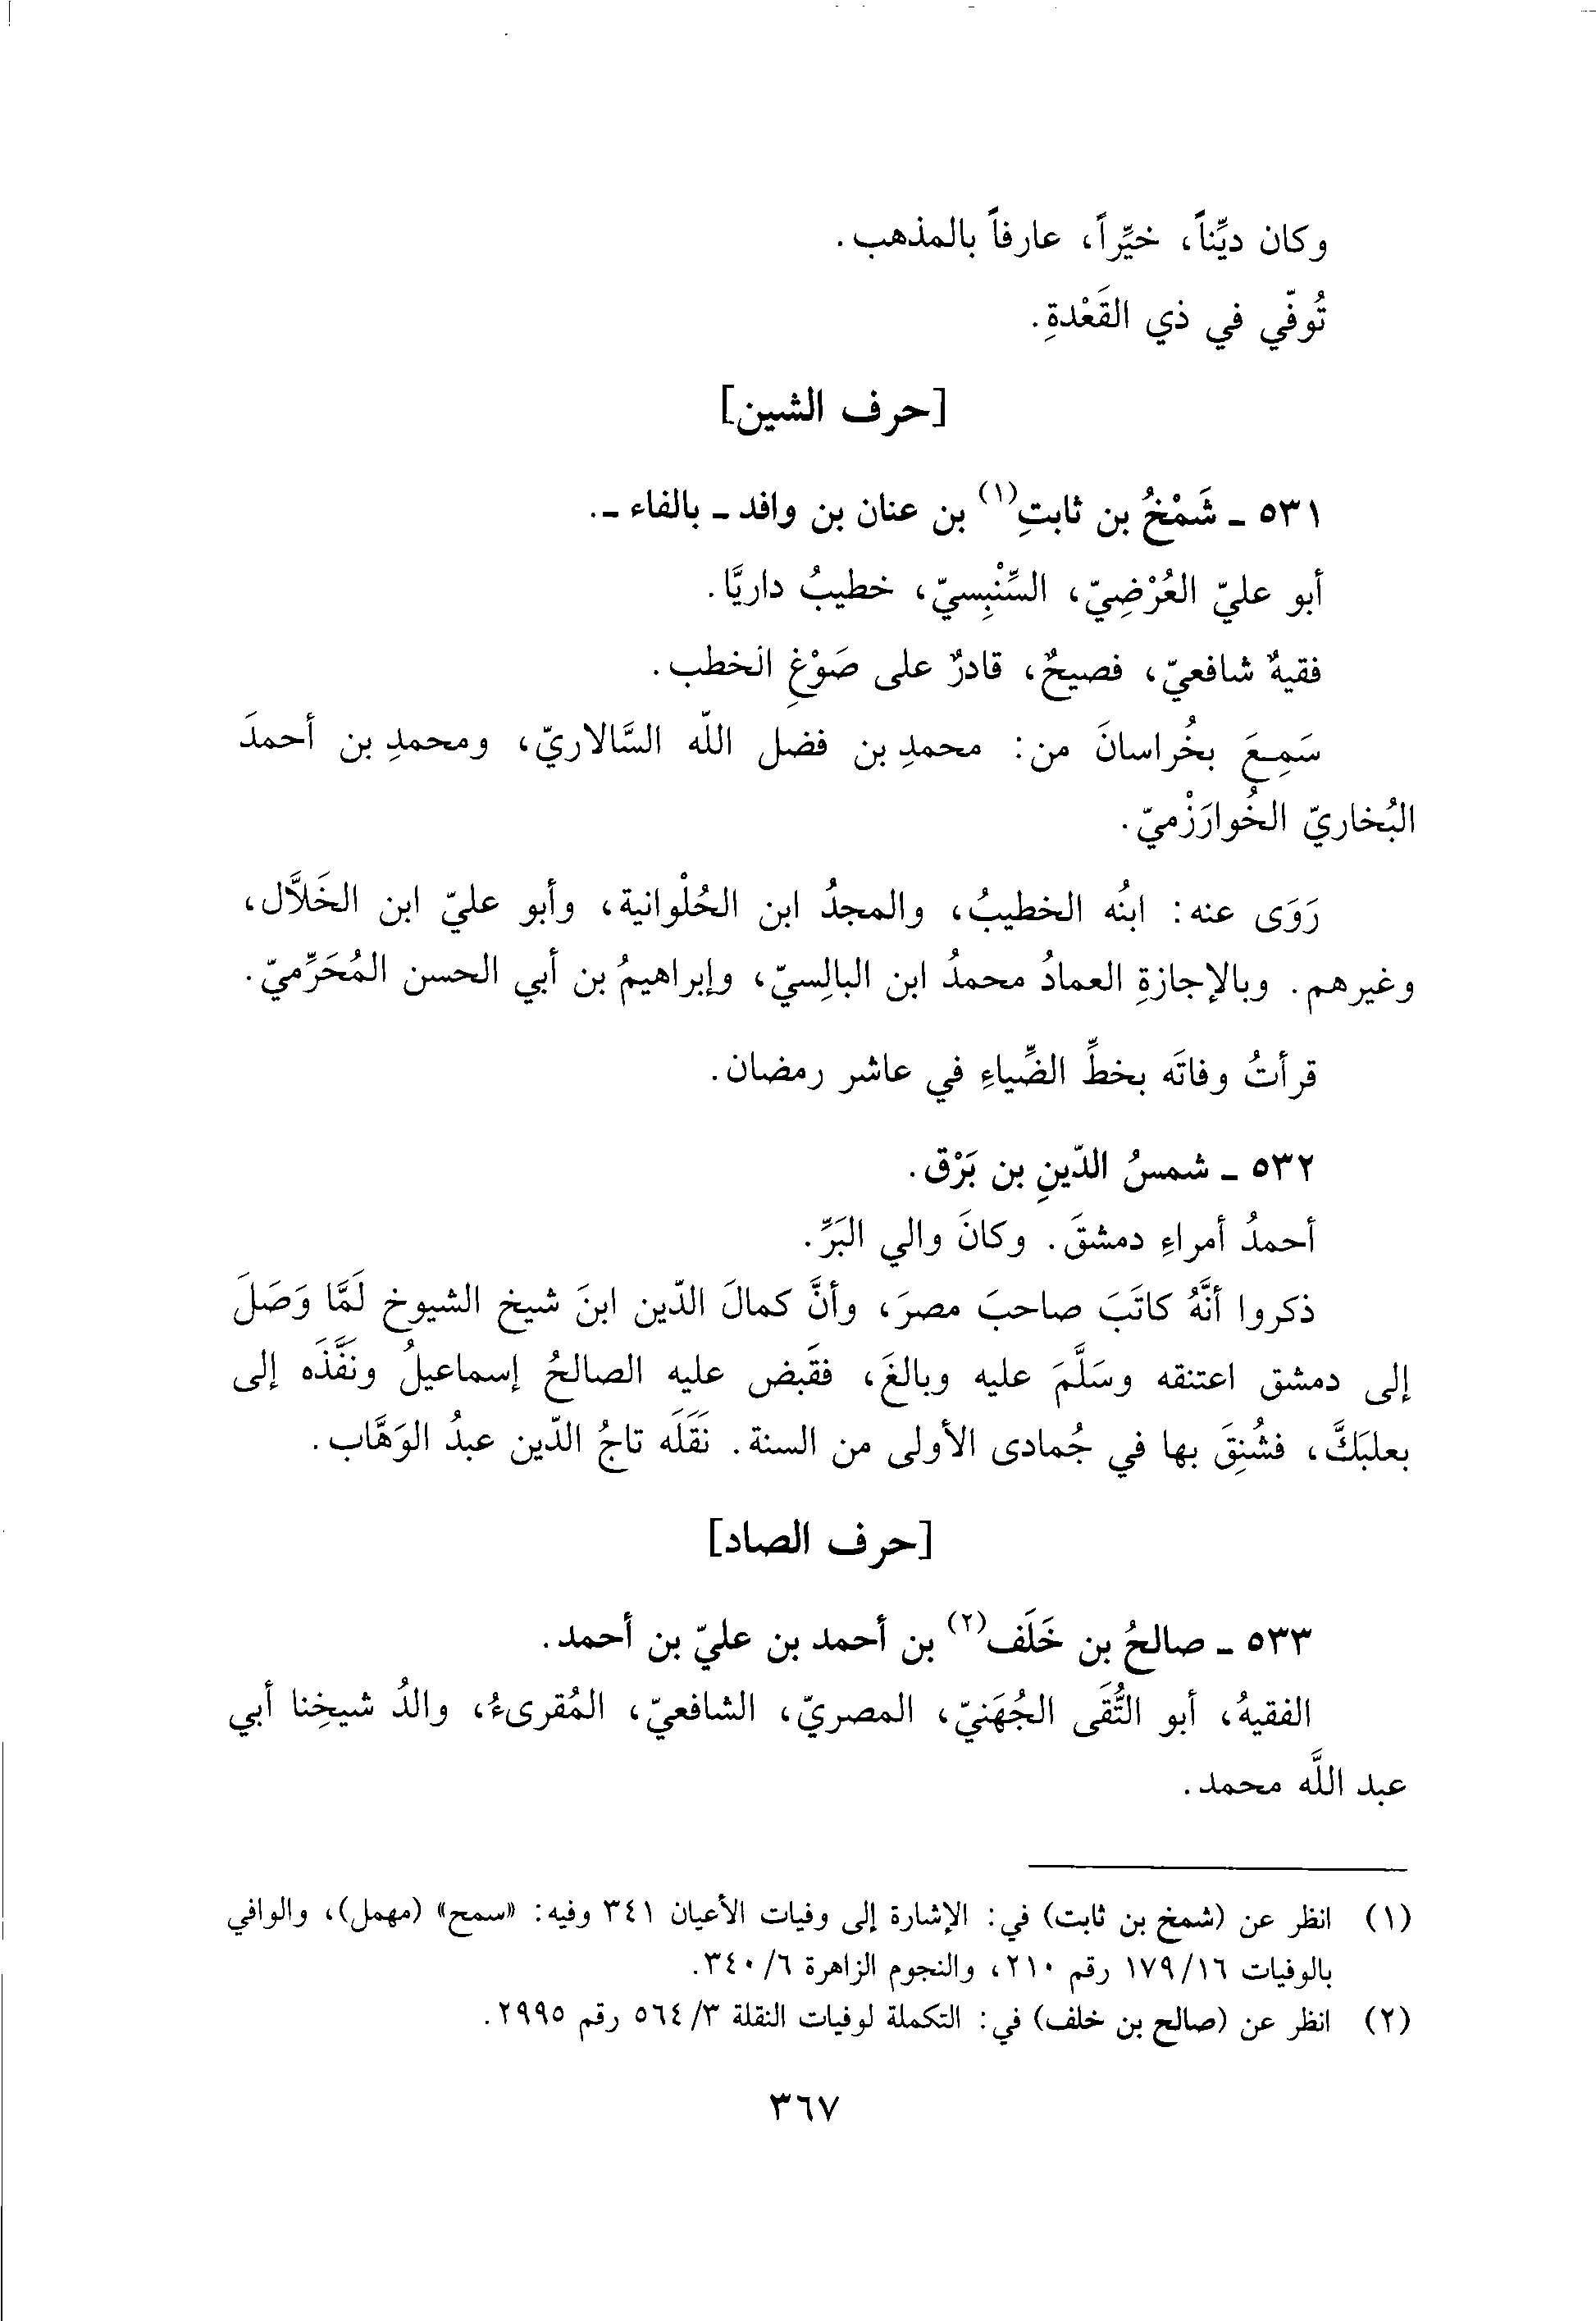 وكان ديِّناً، خيِّراً، عارفاً بالمذهب.
تُوفّي في ذي القَعْدةِ.
[حرف الشين]
٥٣١ ـ شَمْخُ بن ثابتِ(١) بن عنان بن وافد ـ بالفاء ـ.
أبو عليّ العُرْضِيّ، السِّنْبِسيّ، خطيبُ داريَّا.
فقيهٌ شافعيّ، فصيحٌ، قادرٌ على صَوْغِ الخطب.
سَمِعَ بخُراسانَ من: محمدِ بن فضل اللّه السَّالاريّ، ومحمدِ بن أحمدَ
البُخاريّ الخُوارَزْميّ.
رَوَى عنه: ابنُه الخطيبُ، والمجدُ ابن الحُلْوانية، وأبو عليّ ابن الخَلاَّل،
وغيرهم. وبالإجازةِ العمادُ محمدُ ابن البالِسيّ، وإبراهيمُ بن أبي الحسن المُخَرِّميّ.
قرأتُ وفاتَه بخطِّ الضِّياءِ في عاشر رمضان.
٥٣٢ ـ شمسُ الدّينِ بن بَرْق.
أحمدُ أمراءِ دمشقَ. وكانَ والي البَرِّ.
ذكروا أنَّهُ كاتَبَ صاحبَ مصرَ، وأنَّ كمالَ الدّين ابنَ شيخ الشيوخ لَمَّا وَصَلَ
إلى دمشق اعتنقه وسَلَّمَ عليه وبالغَ، فقَبض عليه الصالحُ إسماعيلُ ونَفَّذَه إلى
بعلبَكَّ، فشُنِقَ بها في جُمادى الأولى من السنة. نَقَلَه تاجُ الدّين عبدُ الوَهَّاب.
[حرف الصاد]
٥٣٣ ـ صالحُ بن خَلَف(٢) بن أحمد بن عليّ بن أحمد.
الفقيهُ، أبو التُّقَى الجُهَنيّ، المصريّ، الشافعيّ، المُقرىءُ، والدُ شيخِنا أبي
عبد اللَّه محمد.
(١) انظر عن (شمخ بن ثابت) في: الإشارة إلى وفيات الأعيان ٣٤١ وفيه: «سمح» (مهمل)، والوافي
بالوفيات ١٧٩/١٦ رقم ٢١٠، والنجوم الزاهرة ٣٤٠/٦.
(٢) انظر عن (صالح بن خلف) في: التكملة لوفيات النقلة ٥٦٤/٣ رقم ٢٩٩٥.
٣٦٧